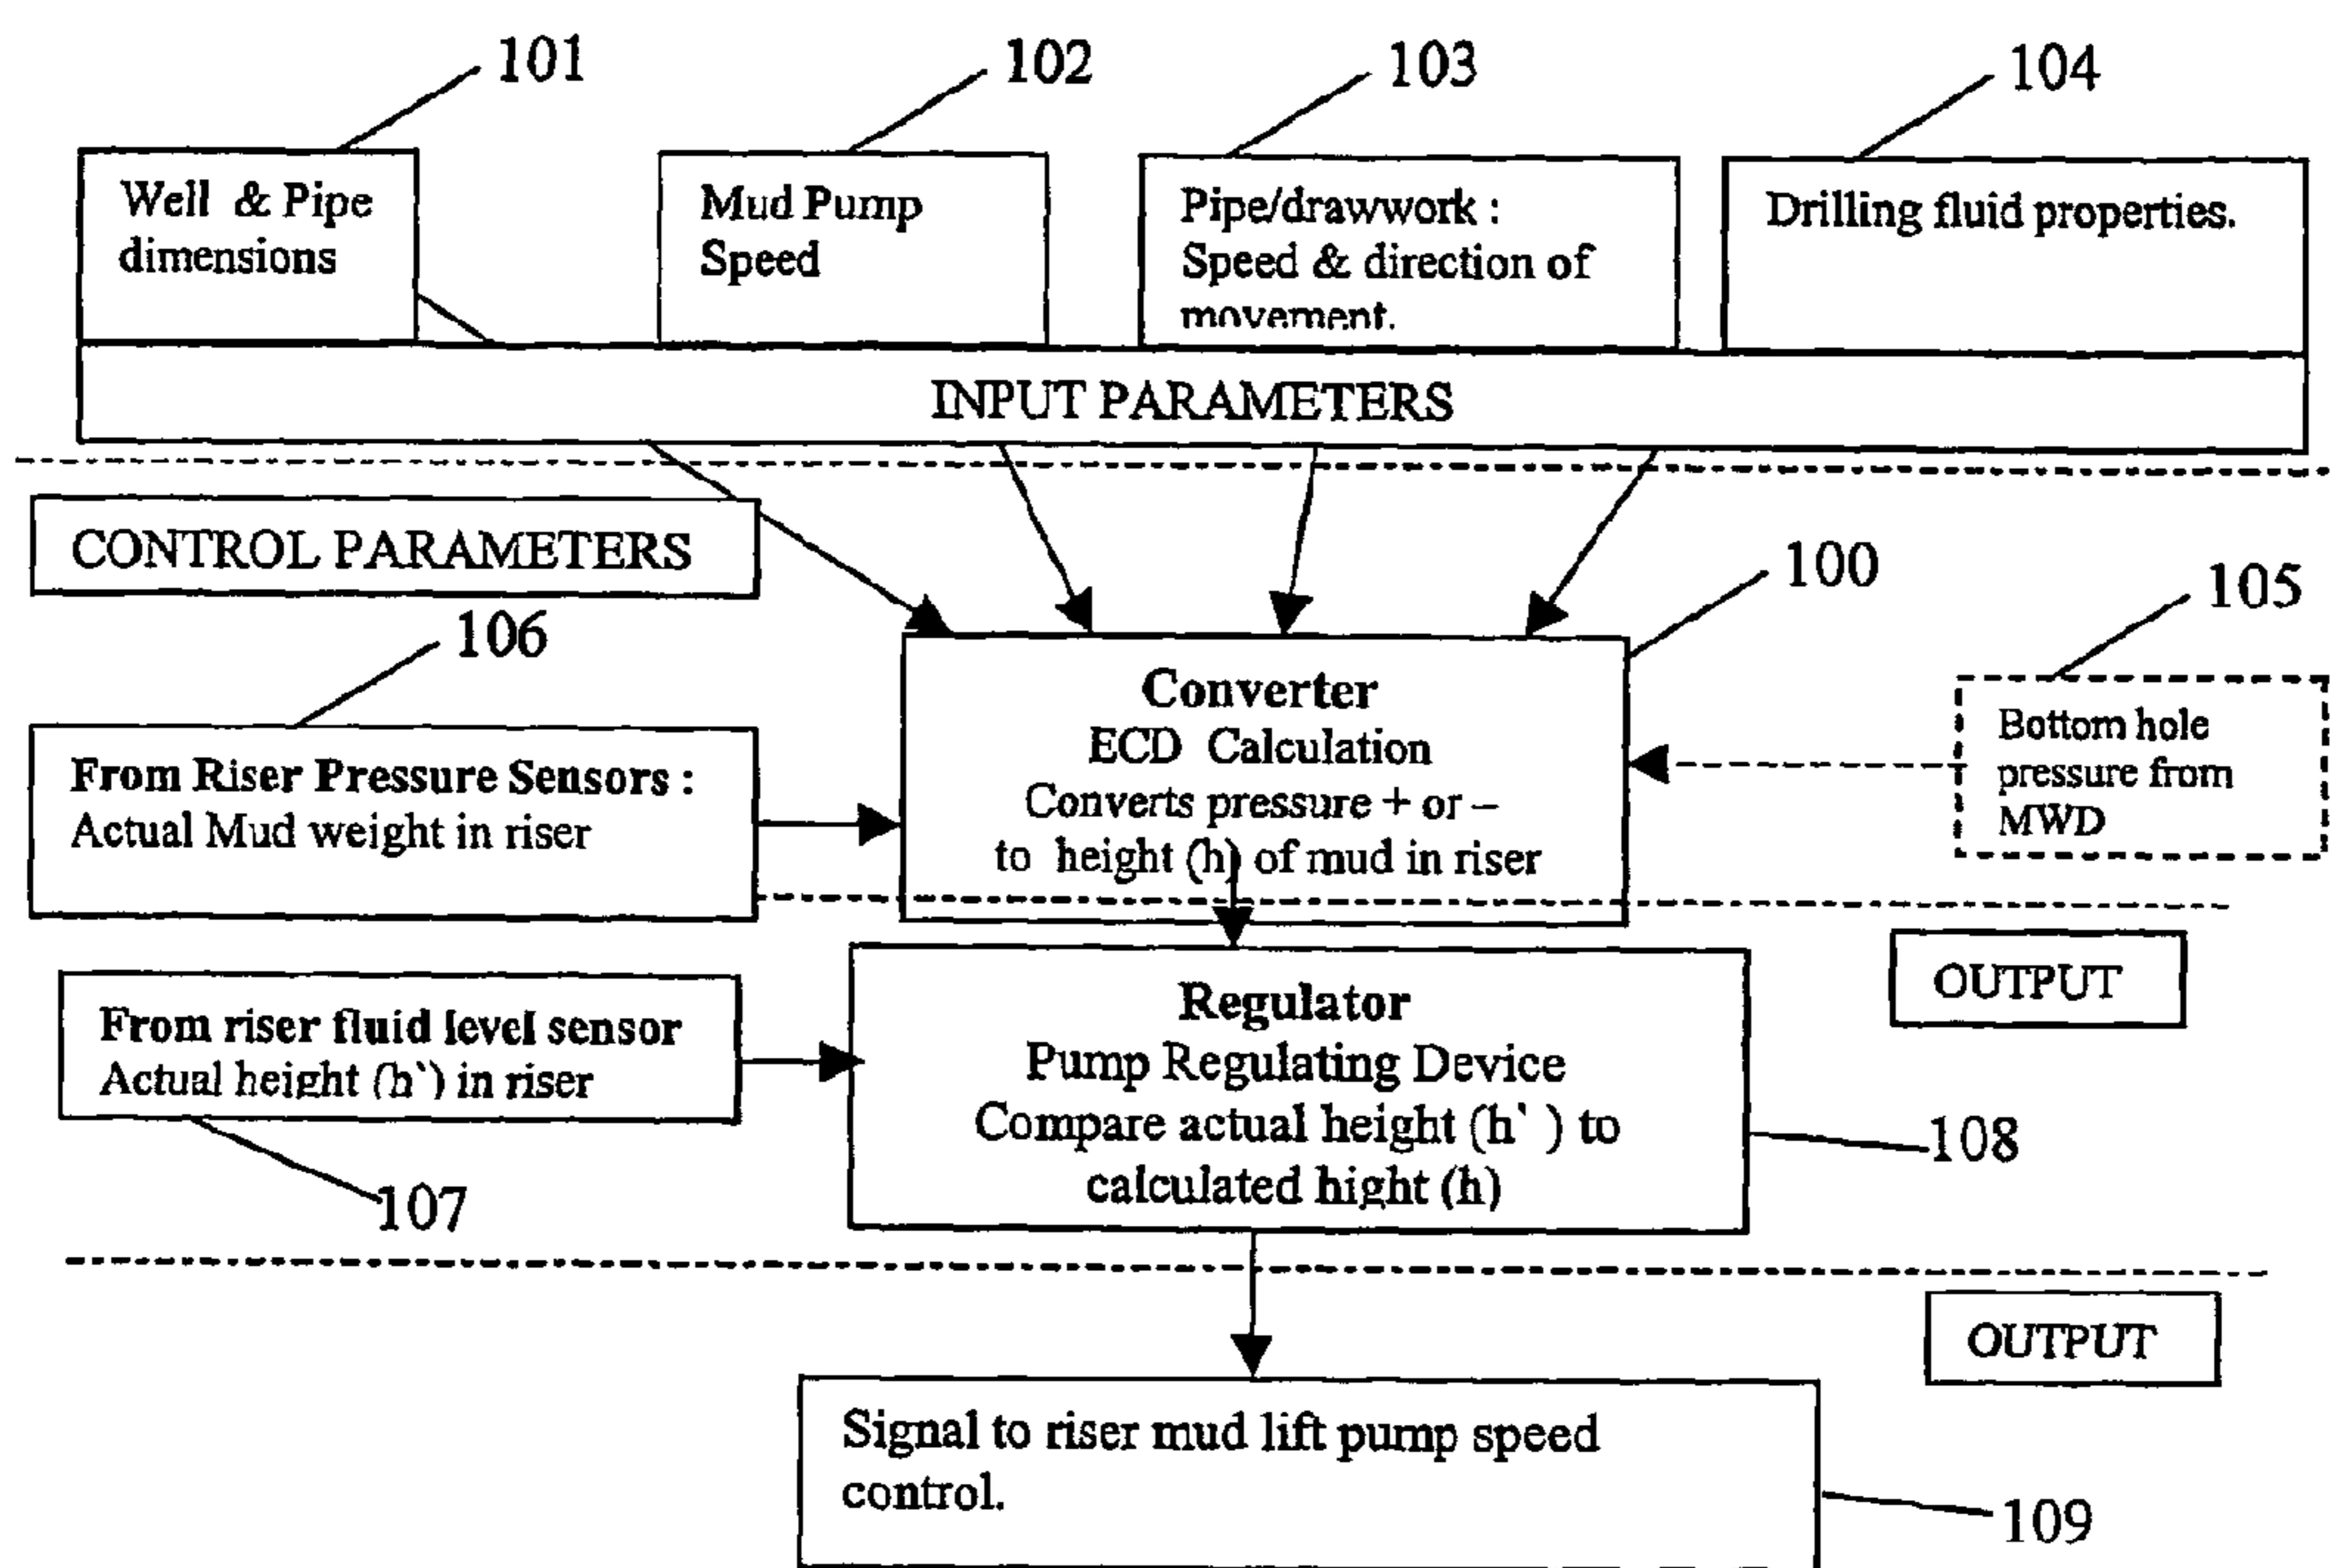 101
102
103
104
Well & Pipe
dimensions
Mud Pump
Speed
Pipe/drawwork :
Speed & direction of
movement.
Drilling fluid properties.
INPUT PARAMETERS
CONTROL PARAMETERS
100
105
106
Converter
ECD Calculation
Converts pressure + or –
to height (h) of mud in riser
Bottom hole
pressure from
MWD
From Riser Pressure Sensors :
Actual Mud weight in riser
OUTPUT
From riser fluid level sensor
Actual height (h`) in riser
107
Regulator
Pump Regulating Device
Compare actual height (h` ) to
calculated hight (h)
108
OUTPUT
Signal to riser mud lift pump speed
control.
109